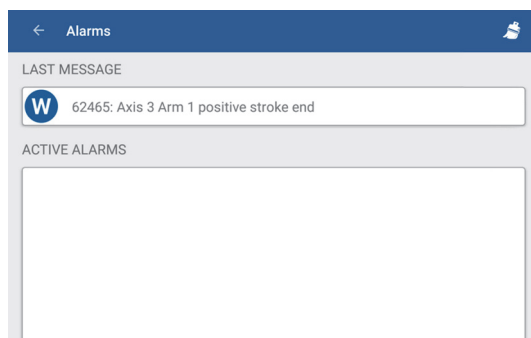 Alarms
LAST MESSAGE
W
62465: Axis 3 Arm 1 positive stroke end
ACTIVE ALARMS